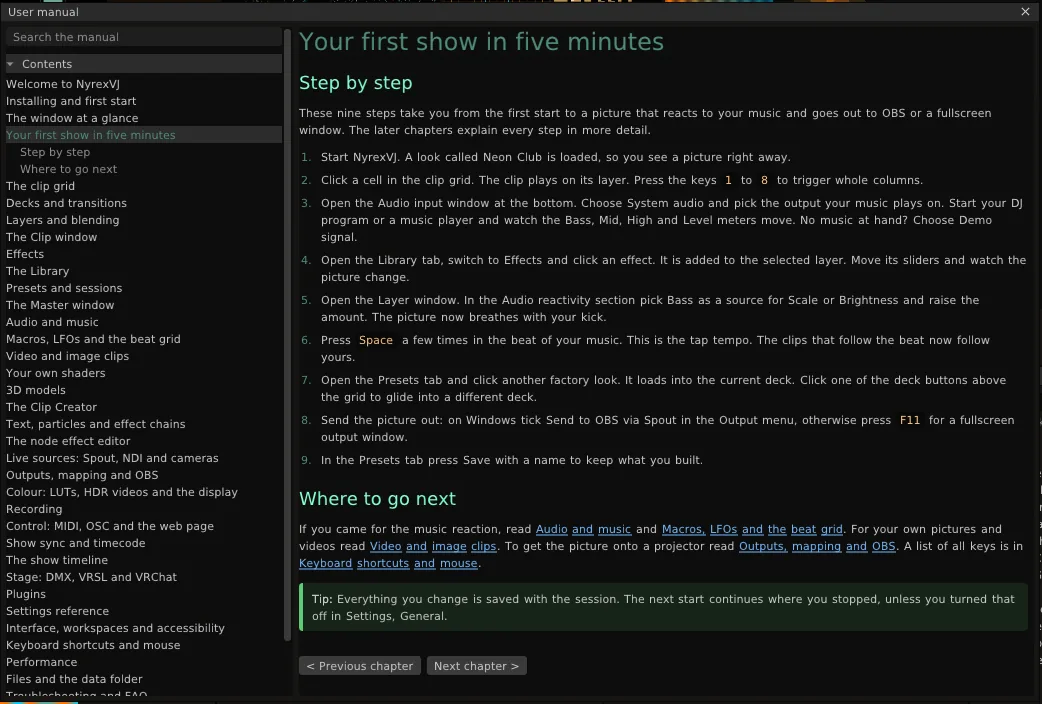 User manual
Search the manual
Contents
Welcome to NyrexVJ
Installing and first start
The window at a glance
Your first show in five minutes
Step by step
Where to go next
The clip grid
Decks and transitions
Layers and blending
The Clip window
Effects
The Library
Presets and sessions
The Master window
Audio and music
Macros, LFOs and the beat grid
Video and image clips
Your own shaders
3D models
The Clip Creator
Text, particles and effect chains
The node effect editor
Live sources: Spout, NDI and cameras
Outputs, mapping and OBS
Colour: LUTs, HDR videos and the display
Recording
Control: MIDI, OSC and the web page
Show sync and timecode
The show timeline
Stage: DMX, VRSL and VRChat
Plugins
Settings reference
Interface, workspaces and accessibility
Keyboard shortcuts and mouse
Performance
Files and the data folder
Troubleshooting and FAQ
Your first show in five minutes
Step by step
These nine steps take you from the first start to a picture that reacts to your music and goes out to OBS or a fullscreen
window. The later chapters explain every step in more detail.
1. Start NyrexVJ. A look called Neon Club is loaded, so you see a picture right away.
2. Click a cell in the clip grid. The clip plays on its layer. Press the keys 1 to 8 to trigger whole columns.
3. Open the Audio input window at the bottom. Choose System audio and pick the output your music plays on. Start your DJ
program or a music player and watch the Bass, Mid, High and Level meters move. No music at hand? Choose Demo
signal.
4. Open the Library tab, switch to Effects and click an effect. It is added to the selected layer. Move its sliders and watch the
picture change.
5. Open the Layer window. In the Audio reactivity section pick Bass as a source for Scale or Brightness and raise the
amount. The picture now breathes with your kick.
6. Press Space a few times in the beat of your music. This is the tap tempo. The clips that follow the beat now follow
yours.
7. Open the Presets tab and click another factory look. It loads into the current deck. Click one of the deck buttons above
the grid to glide into a different deck.
8. Send the picture out: on Windows tick Send to OBS via Spout in the Output menu, otherwise press F11 for a fullscreen
output window.
9. In the Presets tab press Save with a name to keep what you built.
Where to go next
If you came for the music reaction, read Audio and music and Macros, LFOs and the beat grid. For your own pictures and
videos read Video and image clips. To get the picture onto a projector read Outputs, mapping and OBS. A list of all keys is in
Keyboard shortcuts and mouse.
Tip: Everything you change is saved with the session. The next start continues where you stopped, unless you turned that
off in Settings, General.
< Previous chapter
Next chapter >